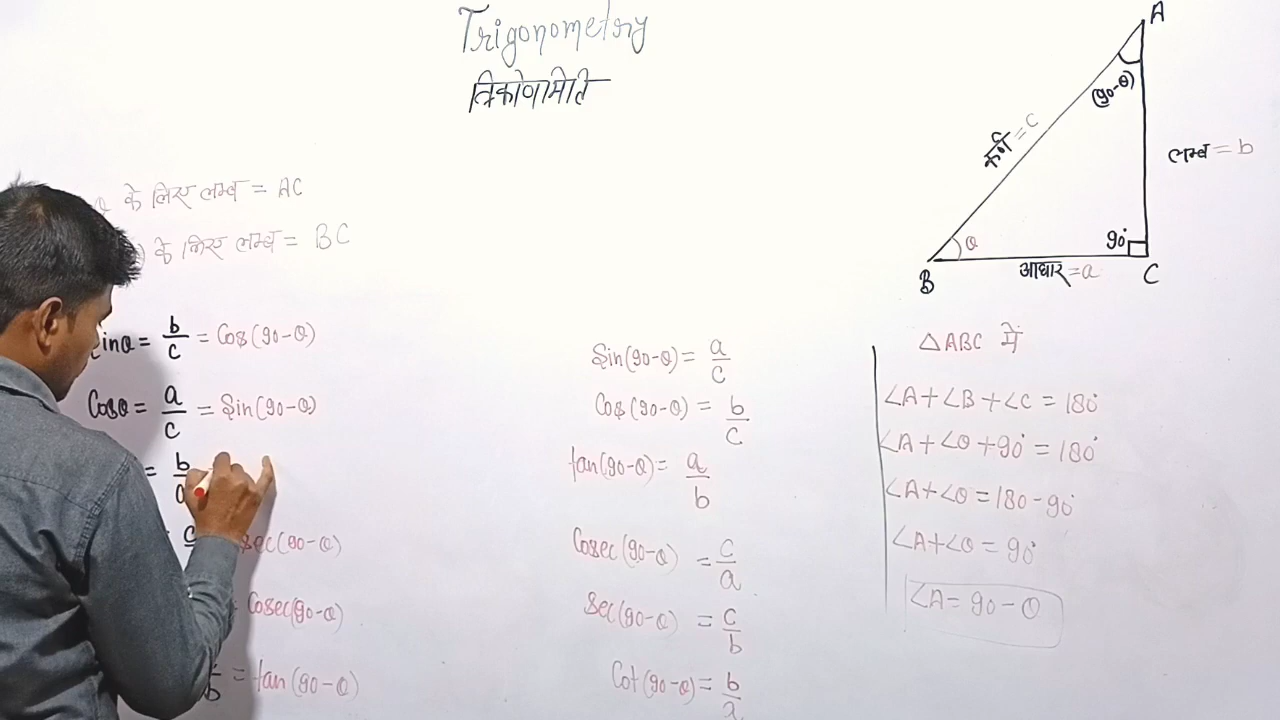 Trigonometry
त्रिकोणमिति
A
(90-θ)
कर्ण = c
लम्ब = b
θ
90°
B
आधार = a
C
θ के लिए लम्ब = AC
) के लिए लम्ब = BC
Sinθ = b/c = Cos(90-θ)
Cosθ = a/c = Sin(90-θ)
= b/a
sec(90-θ)
= Cosec(90-θ)
= tan(90-θ)
Sin(90-θ) = a/c
Cos(90-θ) = b/c
tan(90-θ) = a/b
Cosec(90-θ) = c/a
Sec(90-θ) = c/b
Cot(90-θ) = b/a
△ABC में
∠A+∠B+∠C = 180°
∠A+∠θ+90° = 180°
∠A+∠θ = 180-90°
∠A+∠θ = 90°
∠A = 90-θ